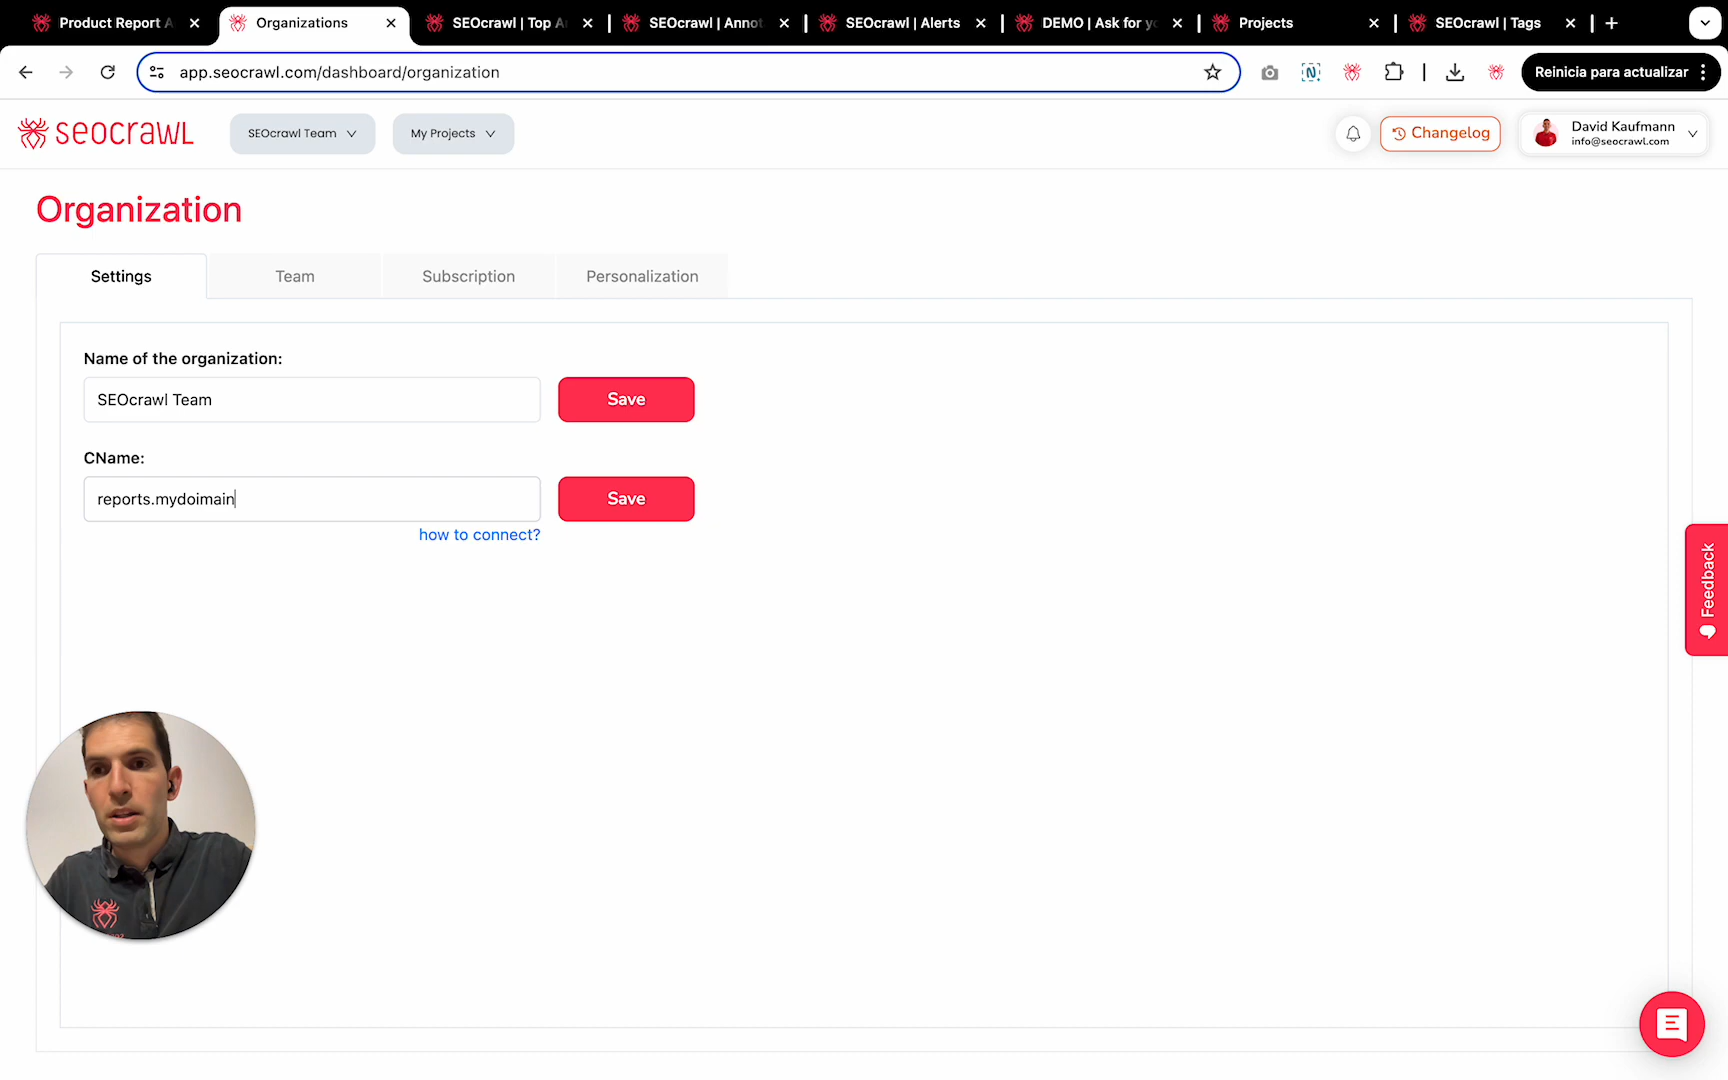 Product Report A
Organizations
SEOcrawl | Top A
SEOcrawl | Annot
SEOcrawl | Alerts
DEMO | Ask for yo
Projects
SEOcrawl | Tags
app.seocrawl.com/dashboard/organization
Reinicia para actualizar
seocrawl
SEOcrawl Team
My Projects
Changelog
David Kaufmann
info@seocrawl.com
Organization
Settings
Team
Subscription
Personalization
Name of the organization:
SEOcrawl Team
Save
CName:
reports.mydoimain
Save
how to connect?
Feedback